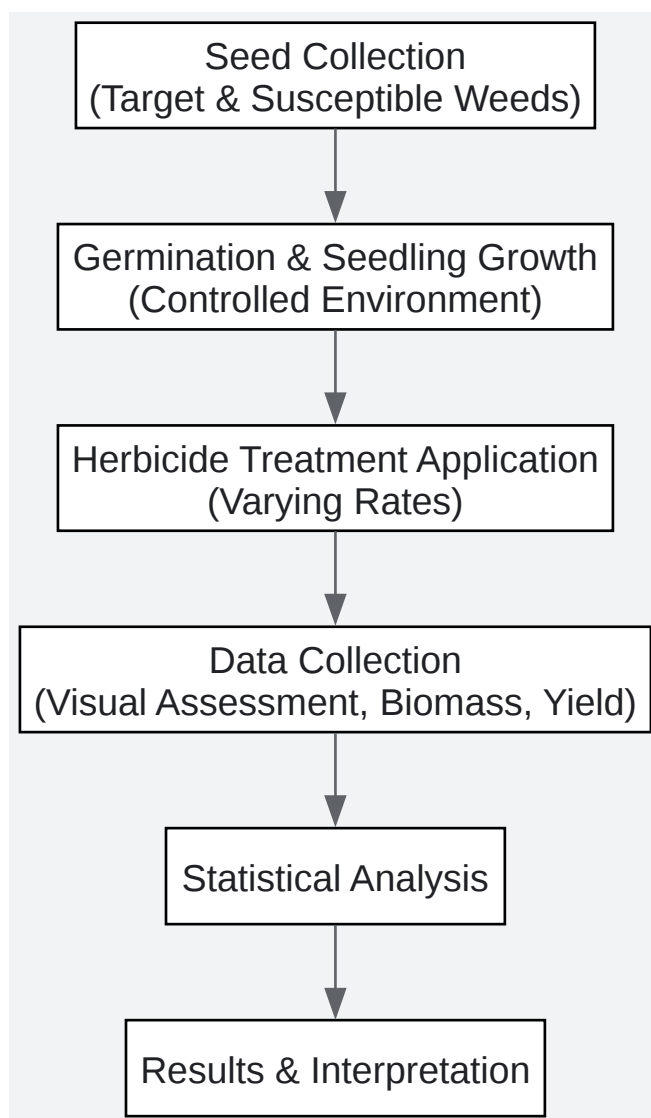 Seed Collection
(Target & Susceptible Weeds)
Germination & Seedling Growth
(Controlled Environment)
Herbicide Treatment Application
(Varying Rates)
Data Collection
(Visual Assessment, Biomass, Yield)
Statistical Analysis
Results & Interpretation